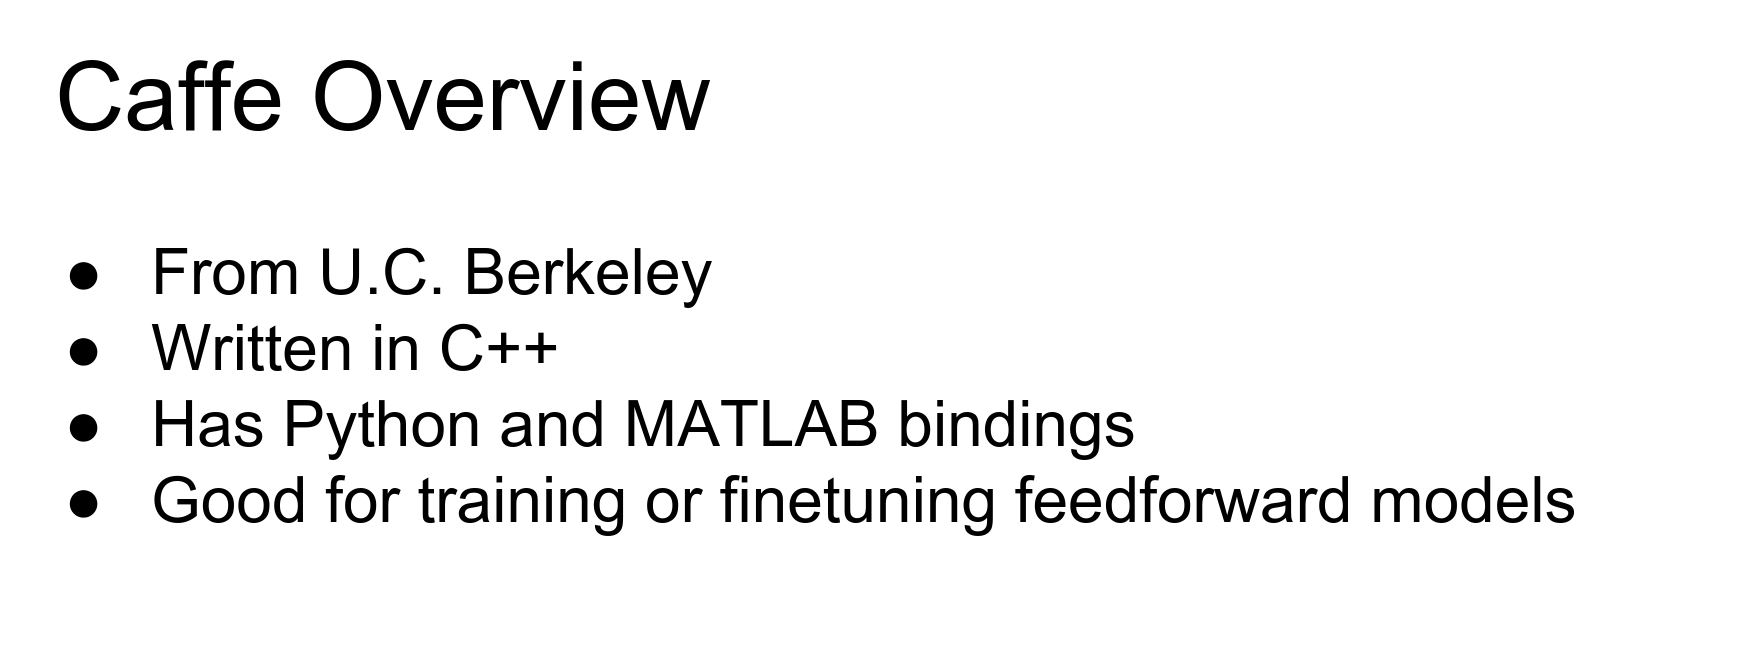 Caffe Overview
● From U.C. Berkeley
● Written in C++
● Has Python and MATLAB bindings
● Good for training or finetuning feedforward models